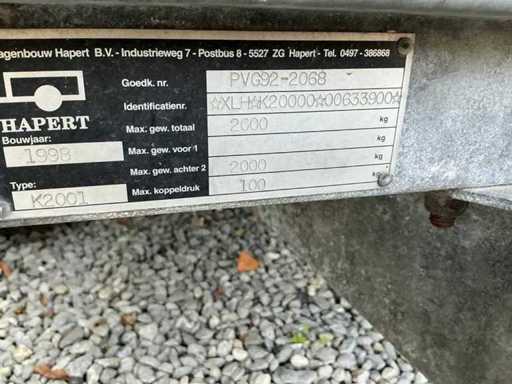 agenbouw Hapert B.V. - Industrieweg 7 - Postbus 8 - 5527 ZG Hapert - Tel. 0497-386868
HAPERT
Goedk. nr. PVG92-2068
Identificatienr. ☆XLH☆K20000☆00633900☆
Max. gew. totaal 2000 kg
Bouwjaar: 1998
Max. gew. voor 1 kg
Max. gew. achter 2 2000 kg
Type: K2001
Max. koppeldruk 100 kg